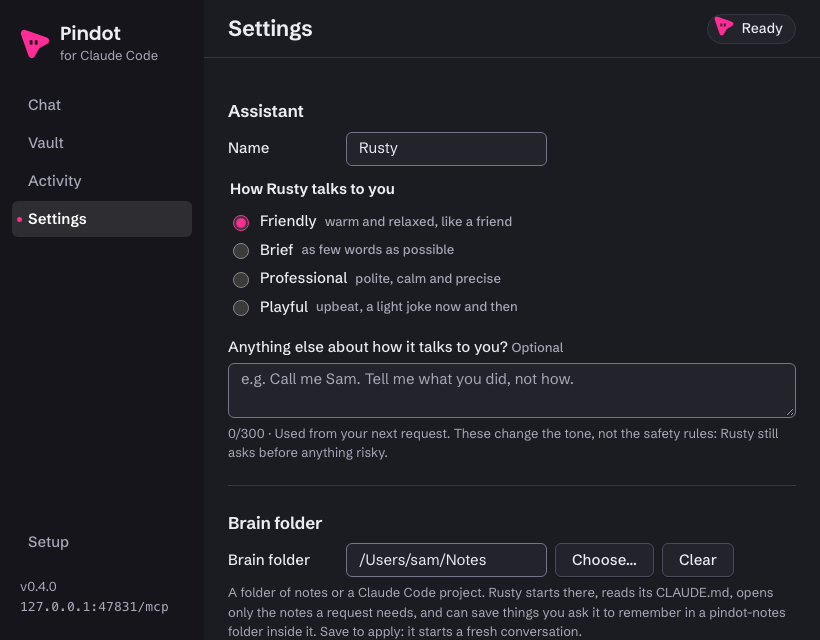 Pindot
for Claude Code
Chat
Vault
Activity
Settings
Setup
v0.4.0
127.0.0.1:47831/mcp
Settings
Ready
Assistant
Name
Rusty
How Rusty talks to you
Friendly warm and relaxed, like a friend
Brief as few words as possible
Professional polite, calm and precise
Playful upbeat, a light joke now and then
Anything else about how it talks to you? Optional
e.g. Call me Sam. Tell me what you did, not how.
0/300 · Used from your next request. These change the tone, not the safety rules: Rusty still
asks before anything risky.
Brain folder
Brain folder
/Users/sam/Notes
Choose...
Clear
A folder of notes or a Claude Code project. Rusty starts there, reads its CLAUDE.md, opens
only the notes a request needs, and can save things you ask it to remember in a pindot-notes
folder inside it. Save to apply: it starts a fresh conversation.